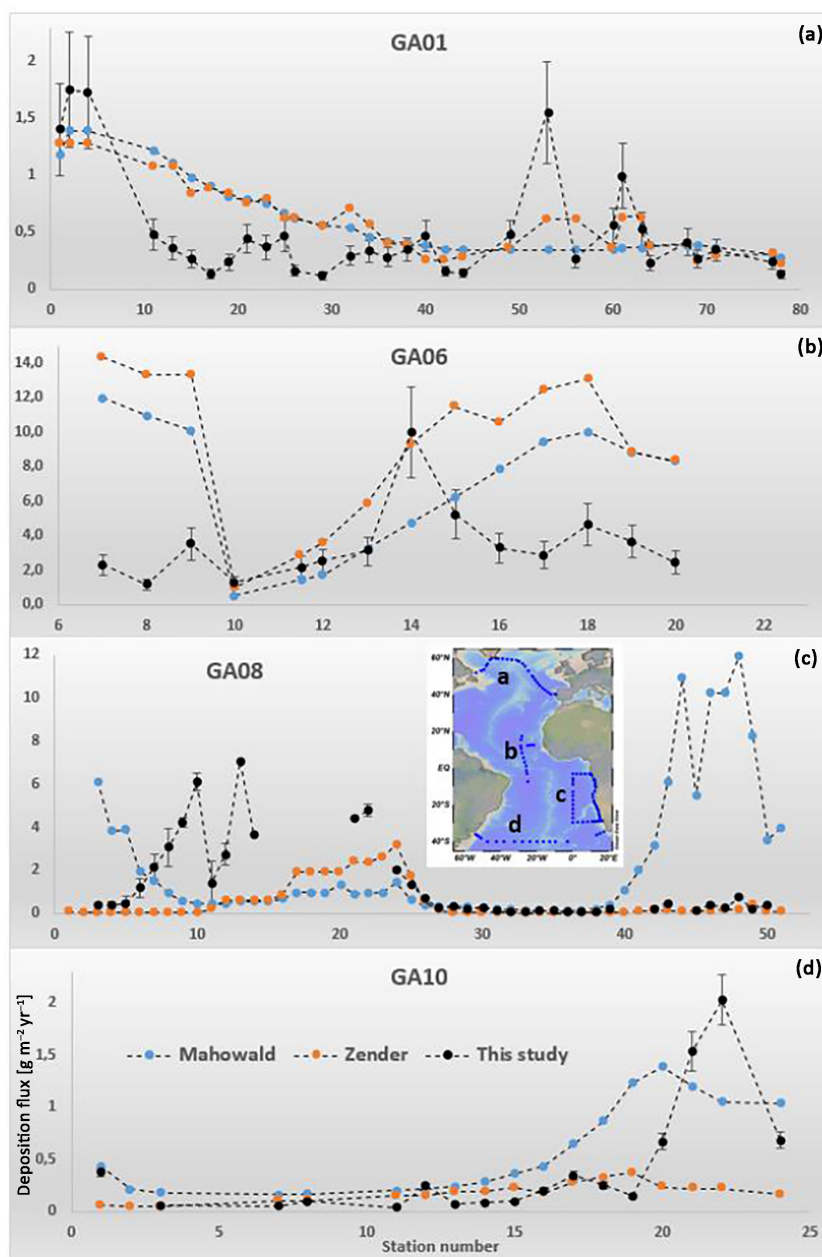 GA01
(a)
2
1,5
1
0,5
0
0 10 20 30 40 50 60 70 80
GA06
(b)
14,0
12,0
10,0
8,0
6,0
4,0
2,0
0,0
6 8 10 12 14 16 18 20 22
GA08
(c)
12
10
8
6
4
2
0
0 10 20 30 40 50
60°N
40°N
20°N
EQ
20°S
40°S
60°W 40°W 20°W 0° 20°E
a
b
c
d
GA10
(d)
Deposition flux [g m⁻² yr⁻¹]
2
1,5
1
0,5
0
Mahowald Zender This study
0 5 10 15 20 25
Station number